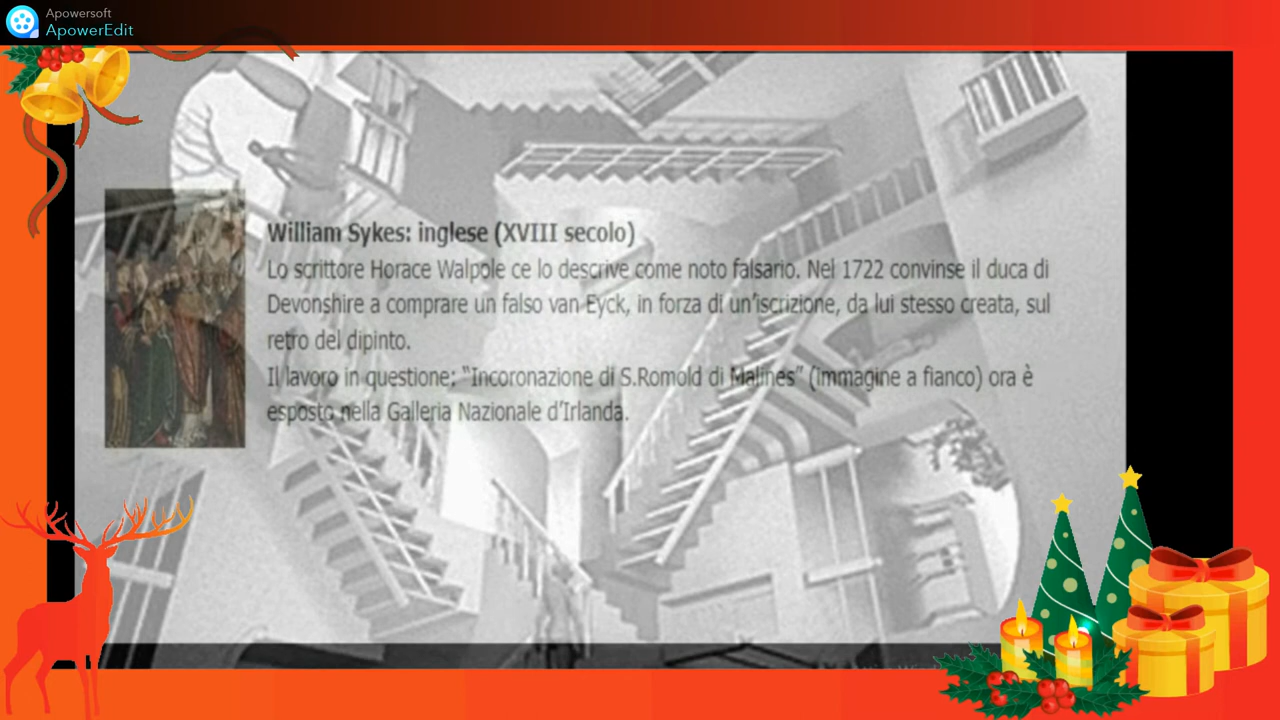 Apowersoft
ApowerEdit
William Sykes: inglese (XVIII secolo)
Lo scrittore Horace Walpole ce lo descrive come noto falsario. Nel 1722 convinse il duca di
Devonshire a comprare un falso van Eyck, in forza di un'iscrizione, da lui stesso creata, sul
retro del dipinto.
Il lavoro in questione: "Incoronazione di S.Romold di Malines" (immagine a fianco) ora è
esposto nella Galleria Nazionale d'Irlanda.